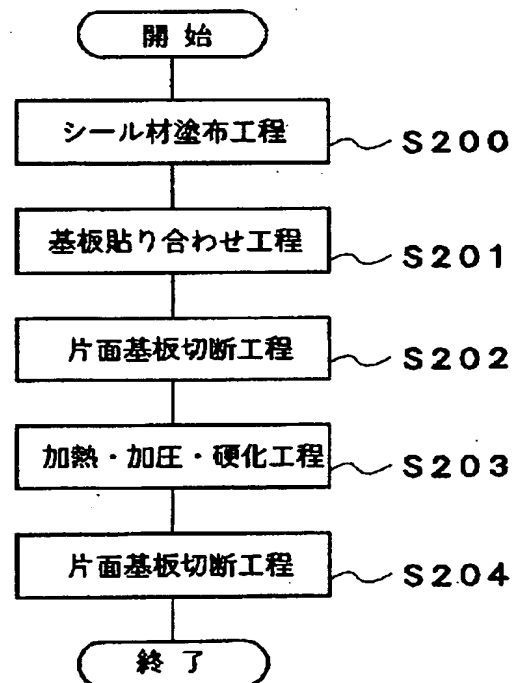 開始
シール材塗布工程 S200
基板貼り合わせ工程 S201
片面基板切断工程 S202
加熱・加圧・硬化工程 S203
片面基板切断工程 S204
終了